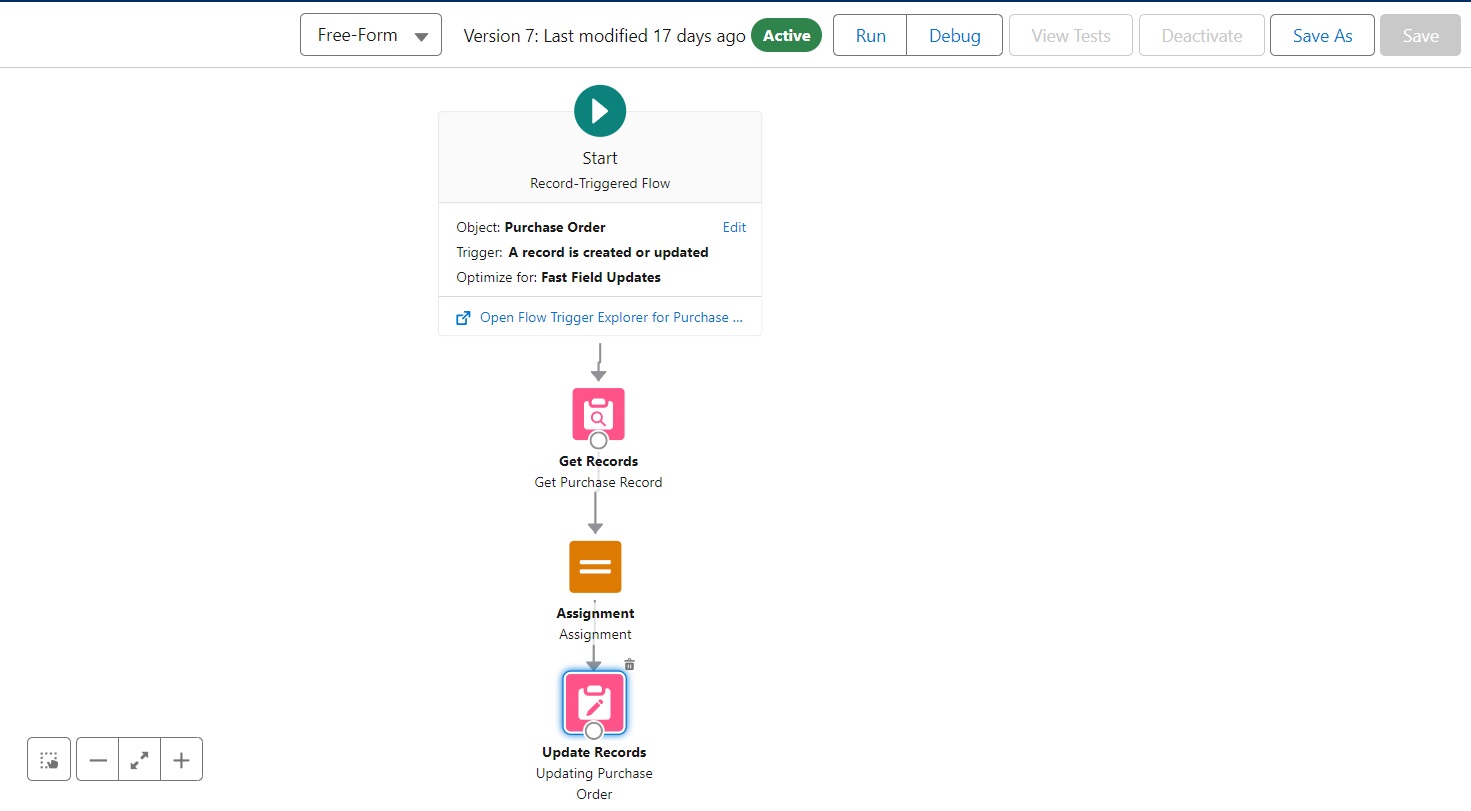 Free-Form
Version 7: Last modified 17 days ago
Active
Run
Debug
View Tests
Deactivate
Save As
Save
Start
Record-Triggered Flow
Object: Purchase Order
Edit
Trigger: A record is created or updated
Optimize for: Fast Field Updates
Open Flow Trigger Explorer for Purchase ...
Get Records
Get Purchase Record
Assignment
Assignment
Update Records
Updating Purchase
Order